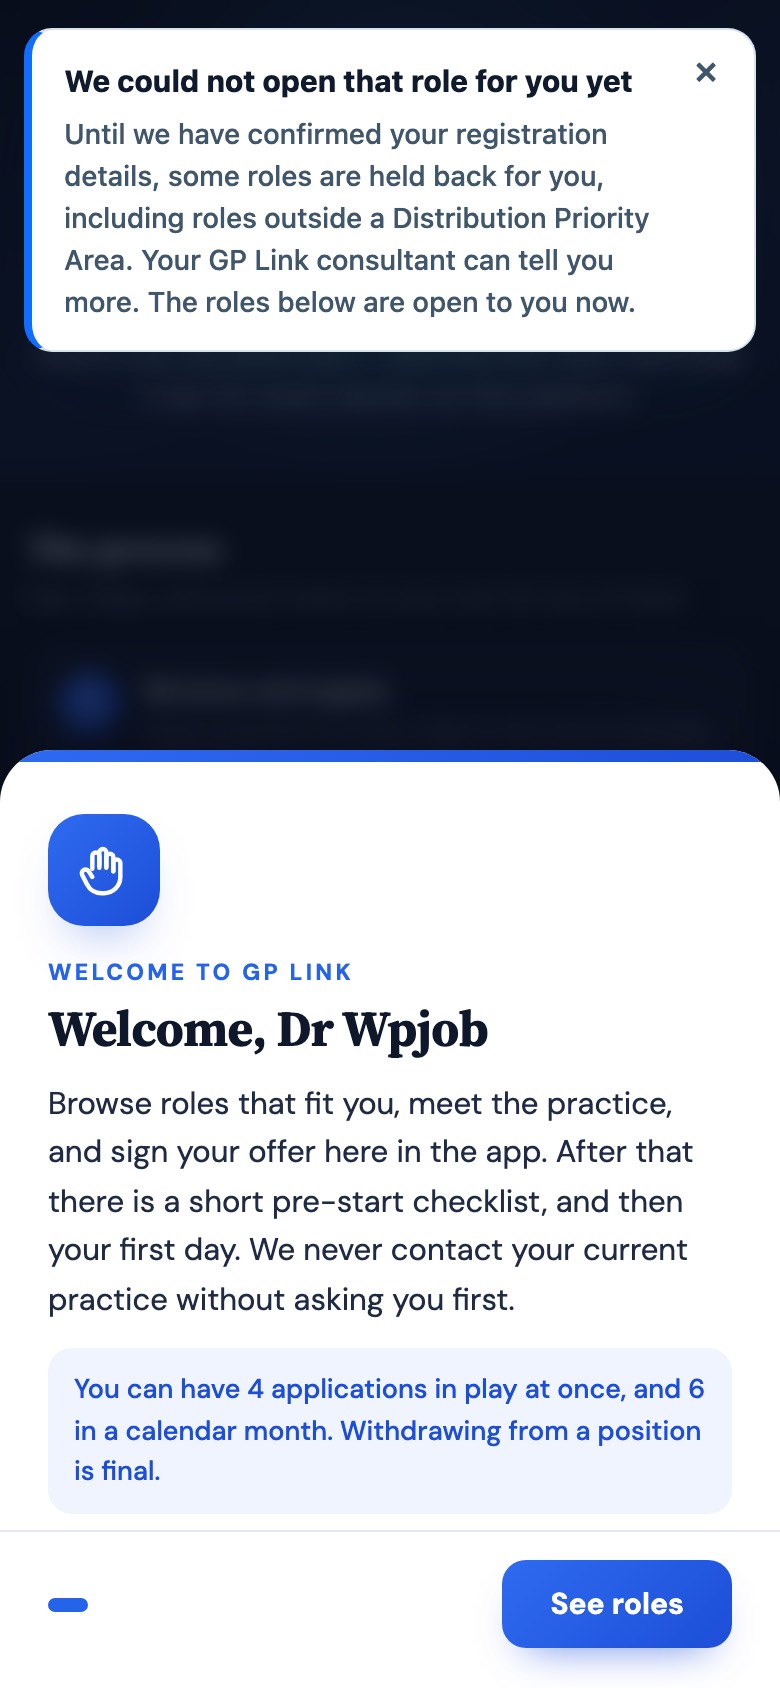 We could not open that role for you yet
Until we have confirmed your registration
details, some roles are held back for you,
including roles outside a Distribution Priority
Area. Your GP Link consultant can tell you
more. The roles below are open to you now.
WELCOME TO GP LINK
Welcome, Dr Wpjob
Browse roles that fit you, meet the practice,
and sign your offer here in the app. After that
there is a short pre-start checklist, and then
your first day. We never contact your current
practice without asking you first.
You can have 4 applications in play at once, and 6
in a calendar month. Withdrawing from a position
is final.
See roles